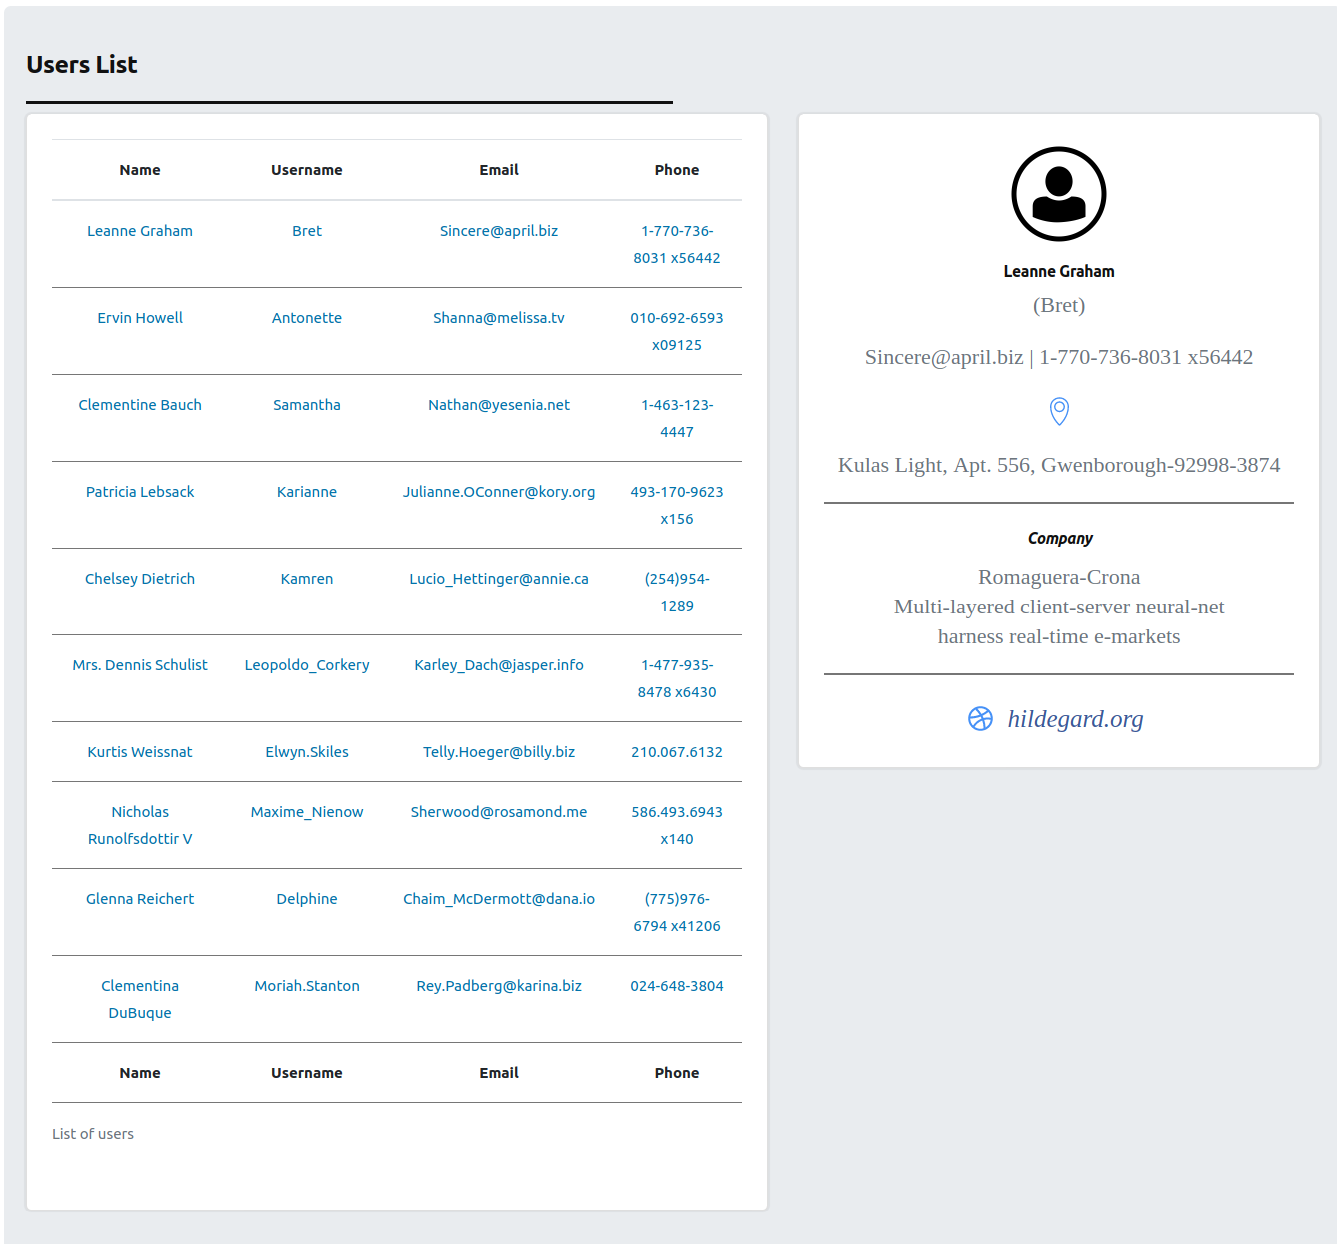 Users List
Name Username Email Phone
Leanne Graham Bret Sincere@april.biz 1-770-736-
8031 x56442
Ervin Howell Antonette Shanna@melissa.tv 010-692-6593
x09125
Clementine Bauch Samantha Nathan@yesenia.net 1-463-123-
4447
Patricia Lebsack Karianne Julianne.OConner@kory.org 493-170-9623
x156
Chelsey Dietrich Kamren Lucio_Hettinger@annie.ca (254)954-
1289
Mrs. Dennis Schulist Leopoldo_Corkery Karley_Dach@jasper.info 1-477-935-
8478 x6430
Kurtis Weissnat Elwyn.Skiles Telly.Hoeger@billy.biz 210.067.6132
Nicholas Maxime_Nienow Sherwood@rosamond.me 586.493.6943
Runolfsdottir V x140
Glenna Reichert Delphine Chaim_McDermott@dana.io (775)976-
6794 x41206
Clementina Moriah.Stanton Rey.Padberg@karina.biz 024-648-3804
DuBuque
Name Username Email Phone
List of users
Leanne Graham
(Bret)
Sincere@april.biz | 1-770-736-8031 x56442
Kulas Light, Apt. 556, Gwenborough-92998-3874
Company
Romaguera-Crona
Multi-layered client-server neural-net
harness real-time e-markets
hildegard.org